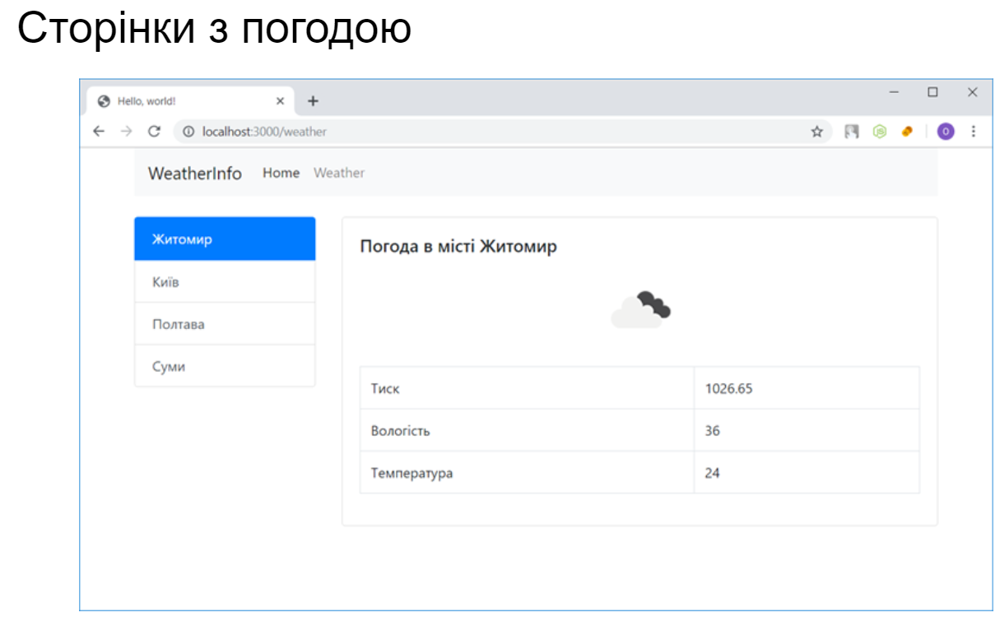 Сторінки з погодою
Hello, world!
localhost:3000/weather
O
WeatherInfo Home Weather
Житомир
Київ
Полтава
Суми
Погода в місті Житомир
Тиск 1026.65
Вологість 36
Температура 24